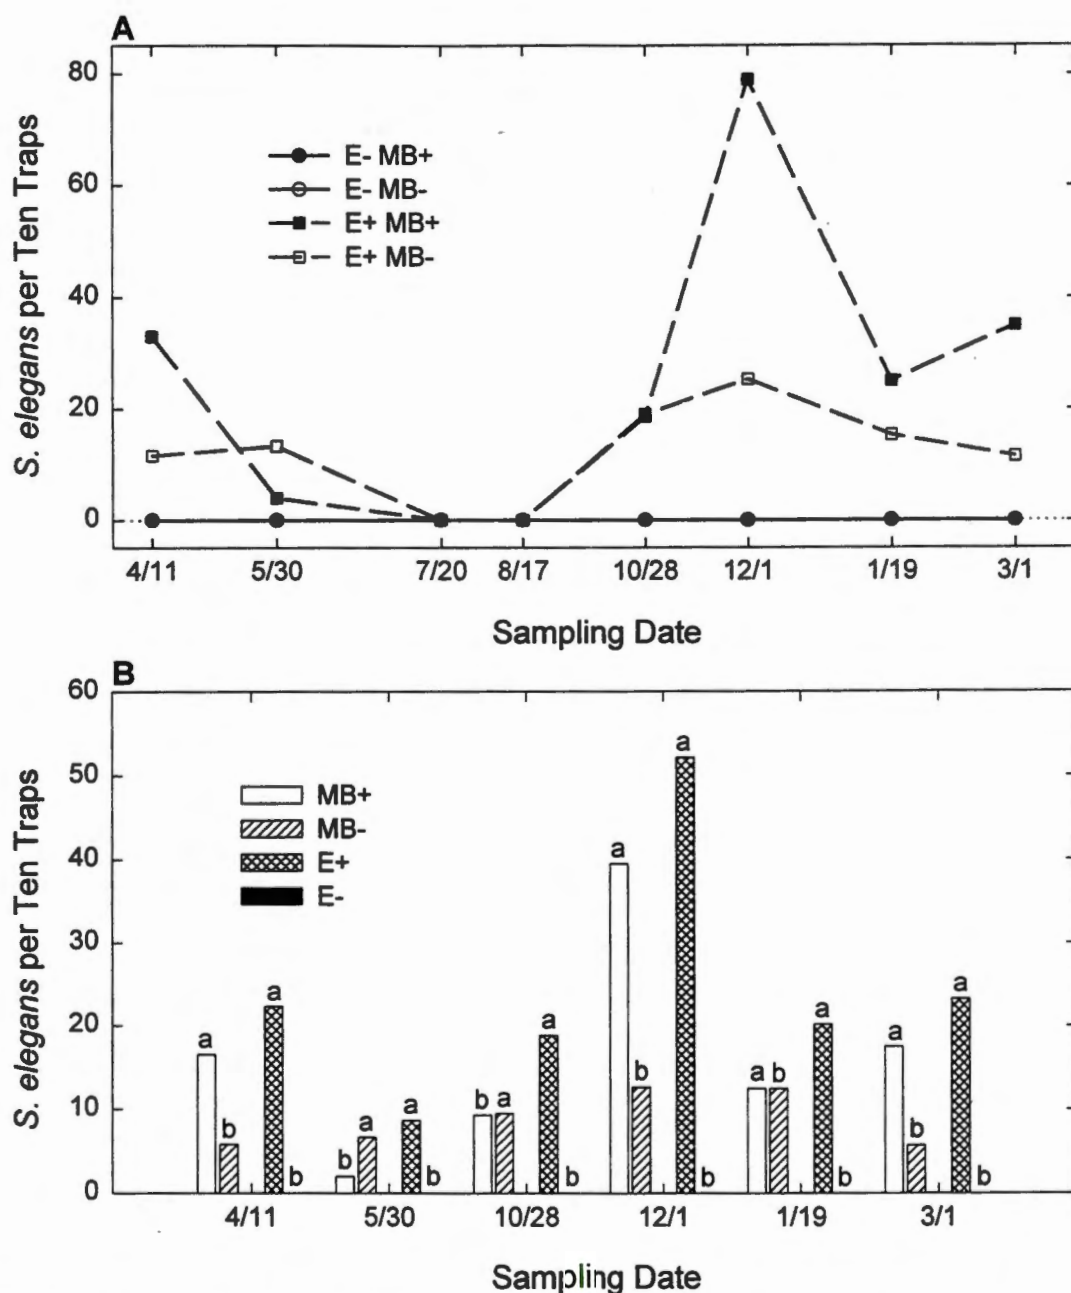 A
S. elegans per Ten Traps
80
60
40
20
0
E- MB+
E- MB-
E+ MB+
E+ MB-
4/11 5/30 7/20 8/17 10/28 12/1 1/19 3/1
Sampling Date
B
S. elegans per Ten Traps
60
50
40
30
20
10
0
MB+
MB-
E+
E-
a b a b
b a a b
b a a b
a b a b
a b a b
a b a b
4/11 5/30 10/28 12/1 1/19 3/1
Sampling Date